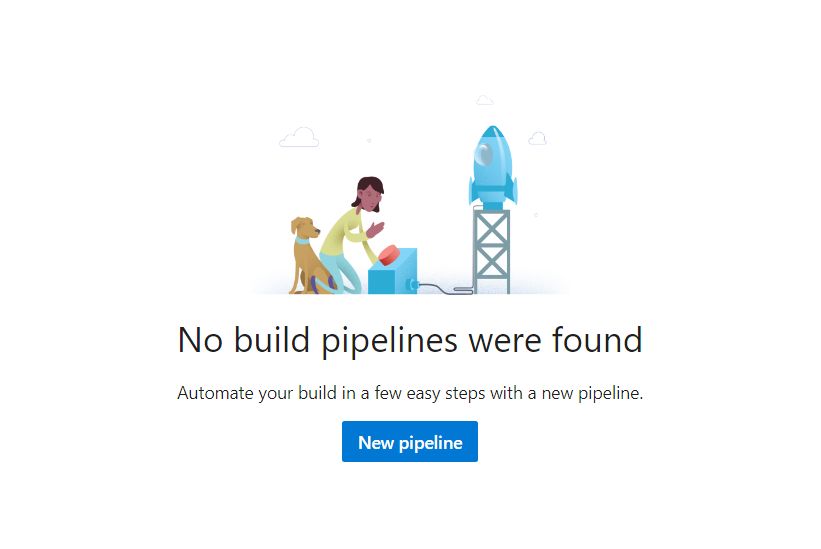 No build pipelines were found
Automate your build in a few easy steps with a new pipeline.
New pipeline